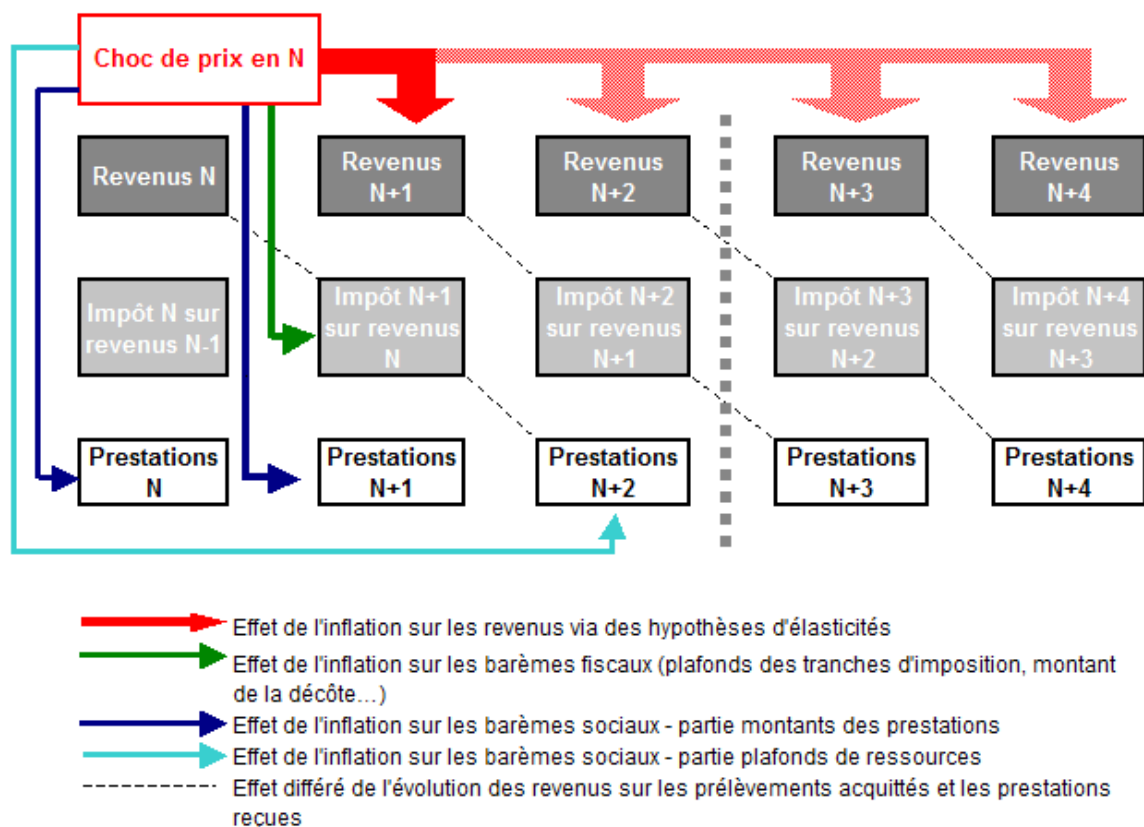 Choc de prix en N
Revenus N
Revenus
N+1
Revenus
N+2
Revenus
N+3
Revenus
N+4
Impôt N sur
revenus N-1
Impôt N+1
sur revenus
N
Impôt N+2
sur revenus
N+1
Impôt N+3
sur revenus
N+2
Impôt N+4
sur revenus
N+3
Prestations
N
Prestations
N+1
Prestations
N+2
Prestations
N+3
Prestations
N+4
Effet de l'inflation sur les revenus via des hypothèses d'élasticités
Effet de l'inflation sur les barèmes fiscaux (plafonds des tranches d'imposition, montant
de la décôte…)
Effet de l'inflation sur les barèmes sociaux - partie montants des prestations
Effet de l'inflation sur les barèmes sociaux - partie plafonds de ressources
Effet différé de l'évolution des revenus sur les prélèvements acquittés et les prestations
recues